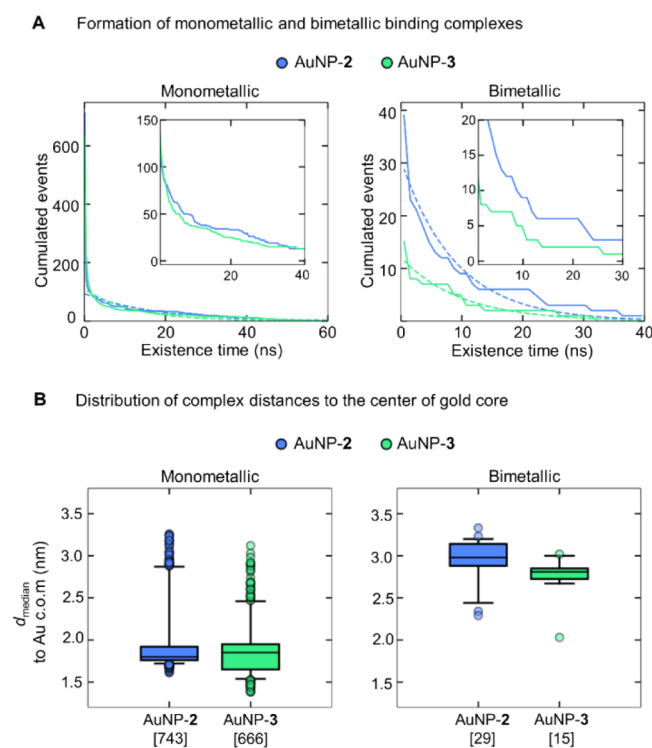 A Formation of monometallic and bimetallic binding complexes
AuNP-2 AuNP-3
Monometallic
Bimetallic
Cumulated events
600
400
200
0
150
100
50
0
0
20
40
0
20
40
60
Existence time (ns)
Cumulated events
40
30
20
10
20
15
10
5
0
10
20
30
0
10
20
30
40
Existence time (ns)
B Distribution of complex distances to the center of gold core
AuNP-2 AuNP-3
Monometallic
Bimetallic
dmedian
to Au c.o.m (nm)
3.5
3.0
2.5
2.0
1.5
AuNP-2 AuNP-3
[743] [666]
3.5
3.0
2.5
2.0
1.5
AuNP-2 AuNP-3
[29] [15]